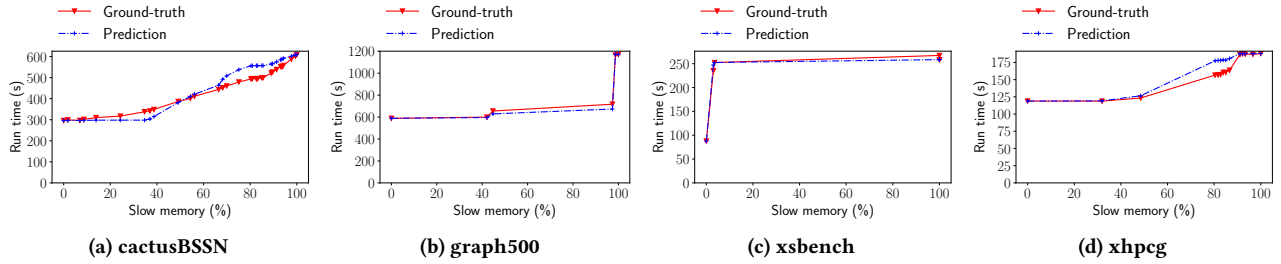 Ground-truth
Prediction
600
500
400
300
200
100
0
Run time (s)
0 20 40 60 80 100
Slow memory (%)
(a) cactusBSSN
Ground-truth
Prediction
1200
1000
800
600
400
200
0
Run time (s)
0 20 40 60 80 100
Slow memory (%)
(b) graph500
Ground-truth
Prediction
250
200
150
100
50
0
Run time (s)
0 20 40 60 80 100
Slow memory (%)
(c) xsbench
Ground-truth
Prediction
175
150
125
100
75
50
25
0
Run time (s)
0 20 40 60 80 100
Slow memory (%)
(d) xhpcg